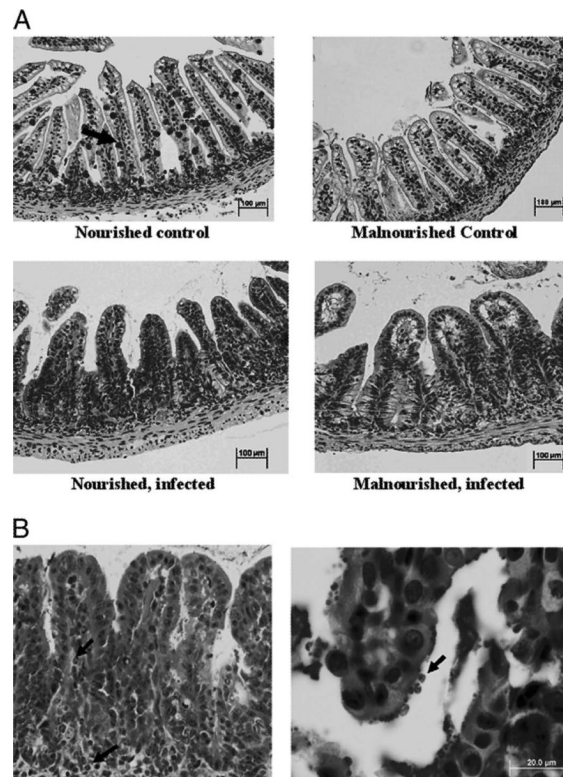 A
100 µm
100 µm
Nourished control
Malnourished Control
100 µm
100 µm
Nourished, infected
Malnourished, infected
B
20.0 µm